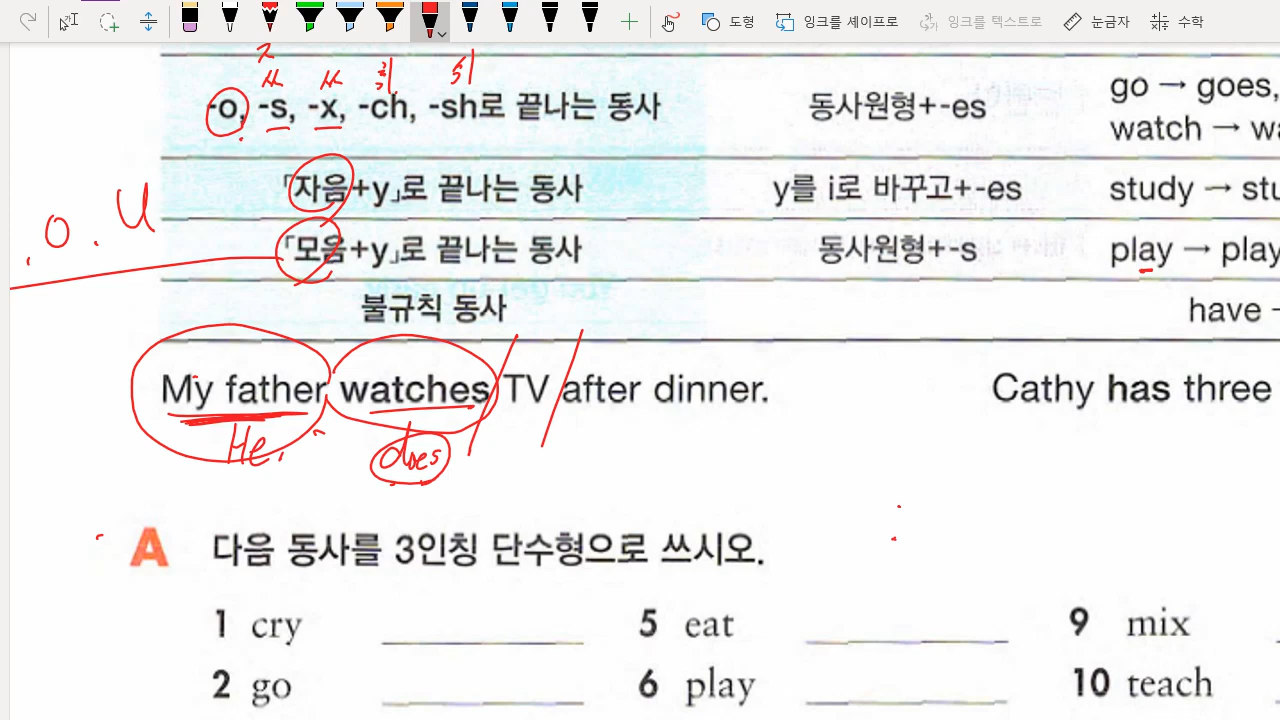 도형 잉크를 셰이프로 잉크를 텍스트로 눈금자 수학
-o, -s, -x, -ch, -sh로 끝나는 동사 동사원형+-es go → goes,
watch → wa
「자음+y」로 끝나는 동사 y를 i로 바꾸고+-es study → stu
o. u
「모음+y」로 끝나는 동사 동사원형+-s play → play
불규칙 동사 have →
My father watches TV after dinner. Cathy has three
He. does
A 다음 동사를 3인칭 단수형으로 쓰시오.
1 cry 5 eat 9 mix
2 go 6 play 10 teach